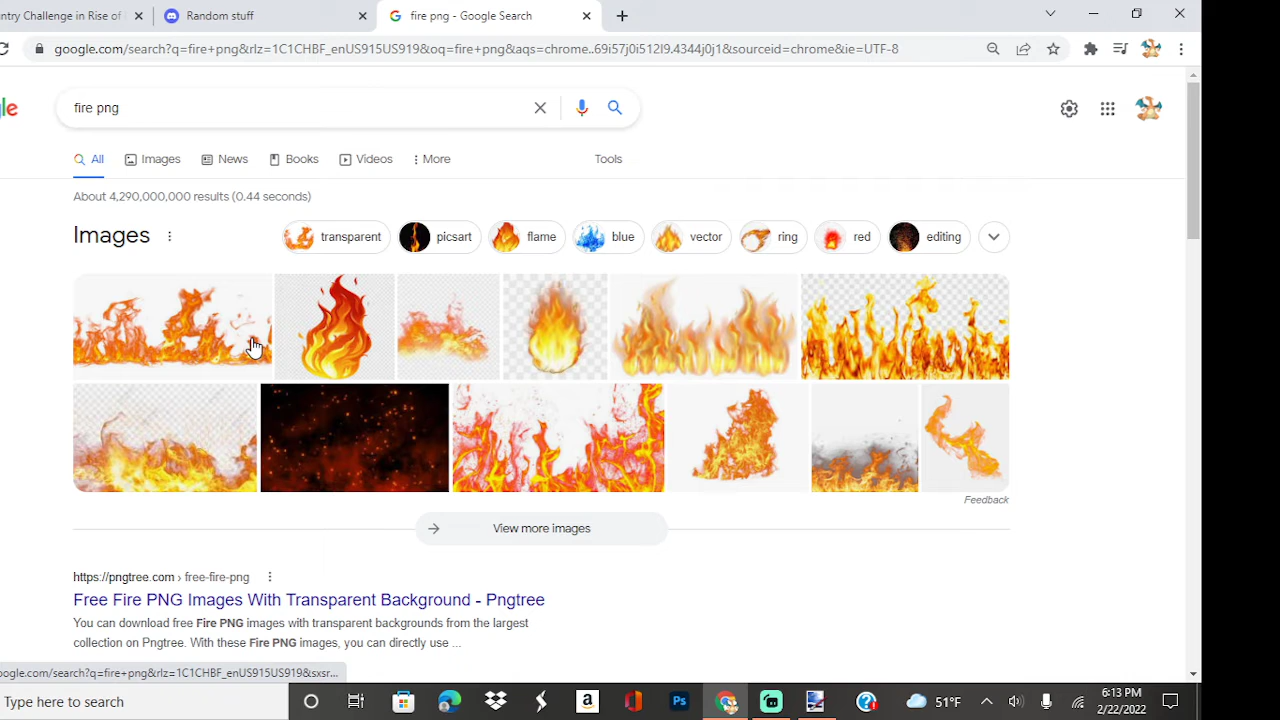 ntry Challenge in Rise of
Random stuff
fire png - Google Search
google.com/search?q=fire+png&rlz=1C1CHBF_enUS915US919&oq=fire+png&aqs=chrome..69i57j0i512l9.4344j0j1&sourceid=chrome&ie=UTF-8
gle
fire png
All
Images
News
Books
Videos
More
Tools
About 4,290,000,000 results (0.44 seconds)
Images
transparent
picsart
flame
blue
vector
ring
red
editing
Feedback
View more images
https://pngtree.com › free-fire-png
Free Fire PNG Images With Transparent Background - Pngtree
You can download free Fire PNG images with transparent backgrounds from the largest
collection on Pngtree. With these Fire PNG images, you can directly use ...
oogle.com/search?q=fire+png&rlz=1C1CHBF_enUS915US919&sxsr...
Type here to search
a
Ps
51°F
6:13 PM
2/22/2022